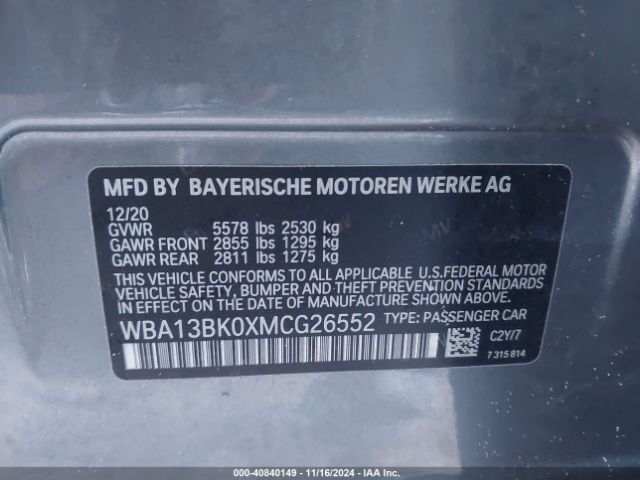 MFD BY BAYERISCHE MOTOREN WERKE AG
12/20
GVWR 5578 lbs 2530 kg
GAWR FRONT 2855 lbs 1295 kg
GAWR REAR 2811 lbs 1275 kg
THIS VEHICLE CONFORMS TO ALL APPLICABLE U.S.FEDERAL MOTOR
VEHICLE SAFETY, BUMPER AND THEFT PREVENTION STANDARDS
IN EFFECT ON THE DATE OF MANUFACTURE SHOWN ABOVE.
WBA13BK0XMCG26552 TYPE: PASSENGER CAR
C2Y/7
7 315 814
000-40840149 - 11/16/2024 - IAA Inc.